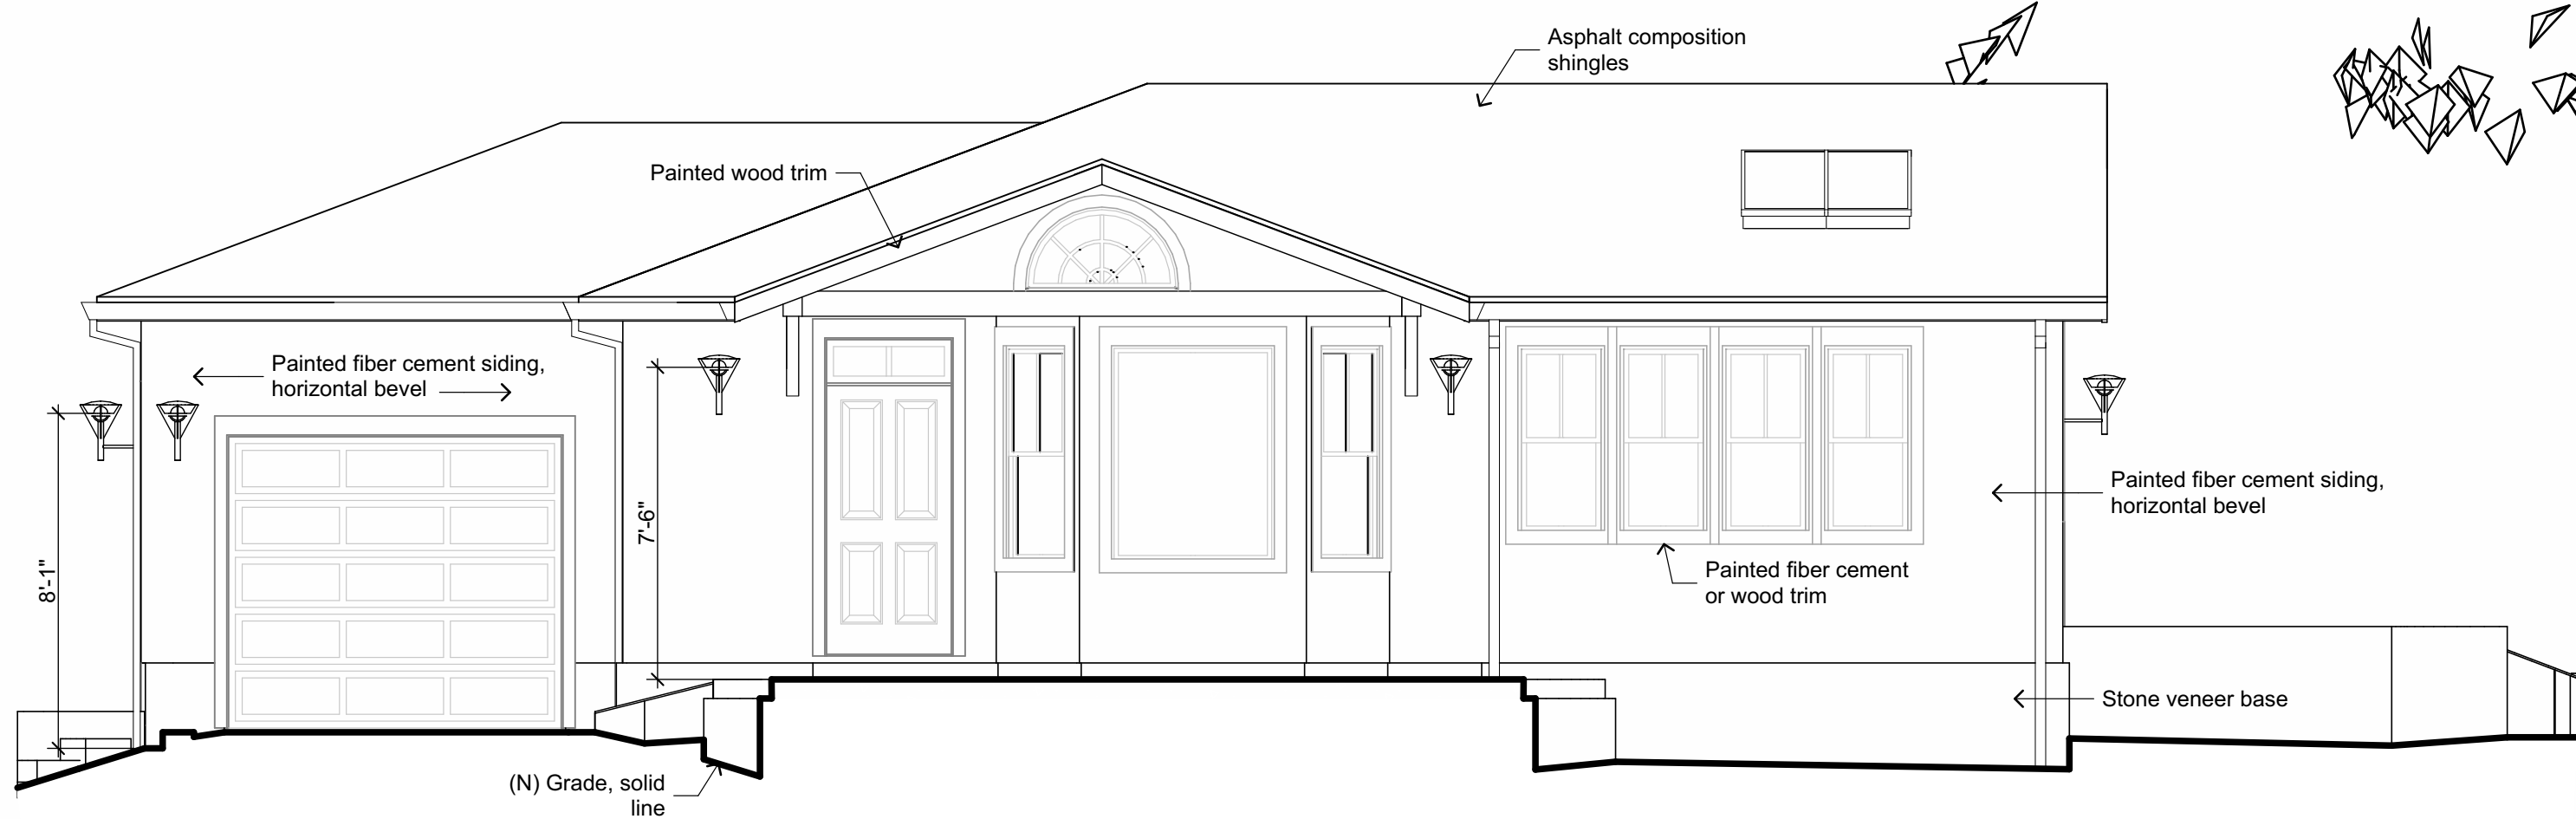 Asphalt composition
shingles
Painted wood trim
Painted fiber cement siding,
horizontal bevel
8'-1"
7'-6"
Painted fiber cement siding,
horizontal bevel
Painted fiber cement
or wood trim
Stone veneer base
(N) Grade, solid
line